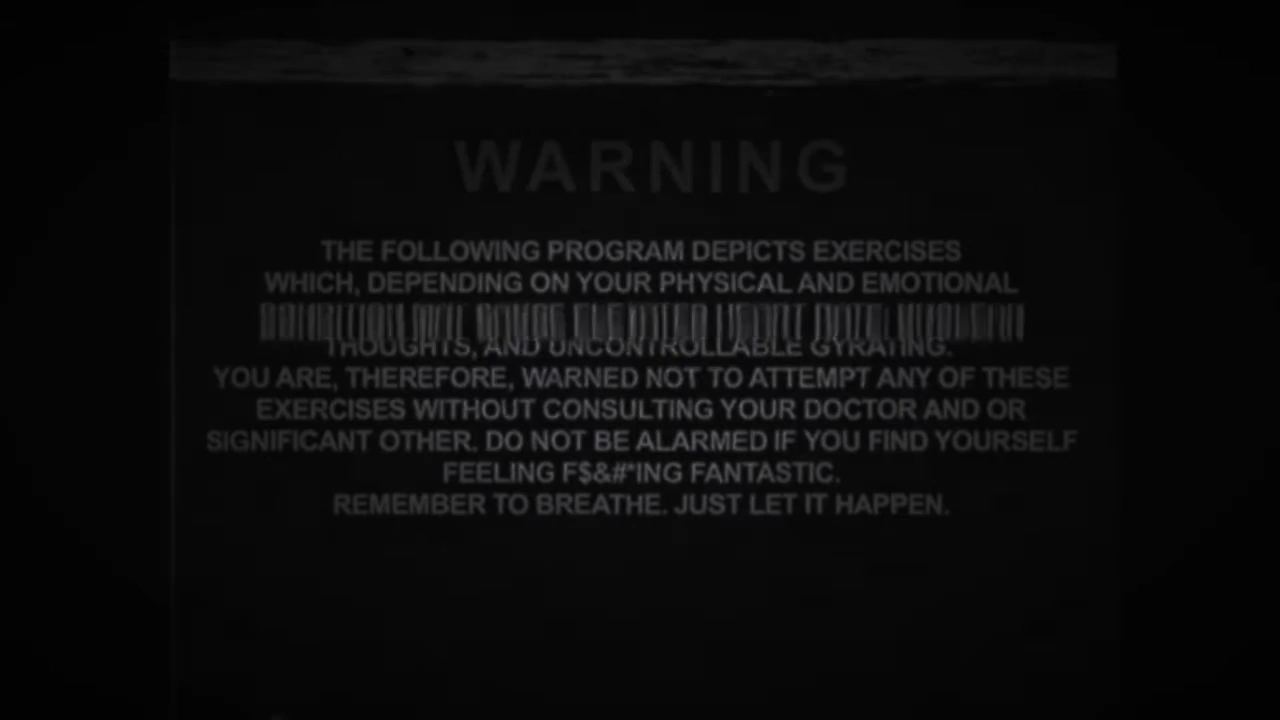 WARNING
THE FOLLOWING PROGRAM DEPICTS EXERCISES
WHICH, DEPENDING ON YOUR PHYSICAL AND EMOTIONAL
THOUGHTS, AND UNCONTROLLABLE GYRATING.
YOU ARE, THEREFORE, WARNED NOT TO ATTEMPT ANY OF THESE
EXERCISES WITHOUT CONSULTING YOUR DOCTOR AND OR
SIGNIFICANT OTHER. DO NOT BE ALARMED IF YOU FIND YOURSELF
FEELING F$&#*ING FANTASTIC.
REMEMBER TO BREATHE. JUST LET IT HAPPEN.